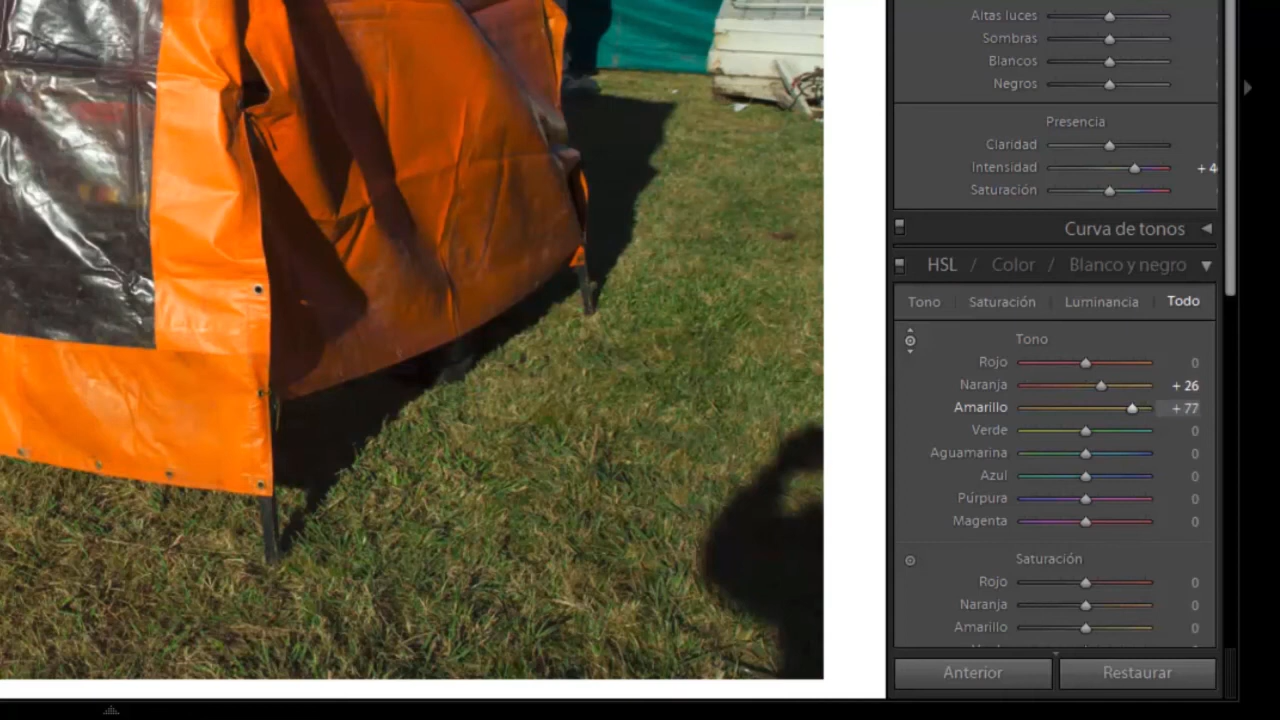 Altas luces
Sombras
Blancos
Negros
Presencia
Claridad
Intensidad + 4
Saturación
Curva de tonos
HSL / Color / Blanco y negro
Tono Saturación Luminancia Todo
Tono
Rojo 0
Naranja + 26
Amarillo + 77
Verde 0
Aguamarina 0
Azul 0
Púrpura 0
Magenta 0
Saturación
Rojo 0
Naranja 0
Amarillo 0
Anterior Restaurar